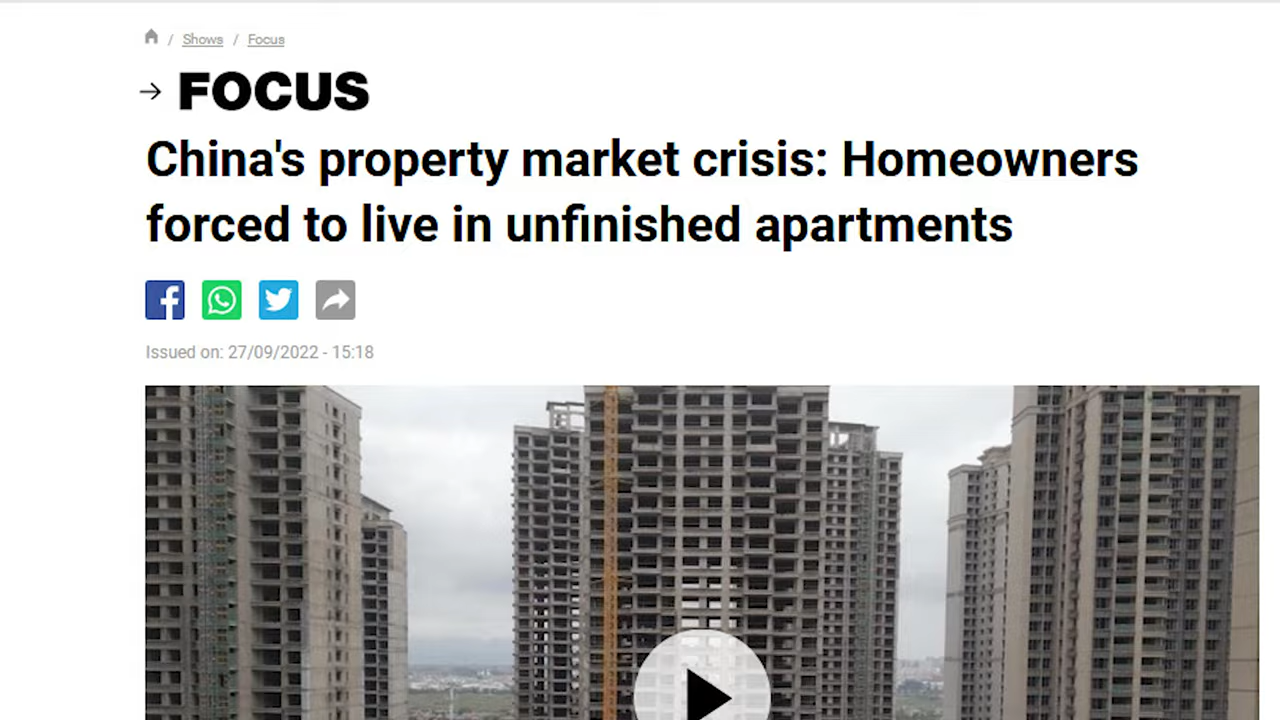 / Shows / Focus
→ FOCUS
China's property market crisis: Homeowners
forced to live in unfinished apartments
Issued on: 27/09/2022 - 15:18